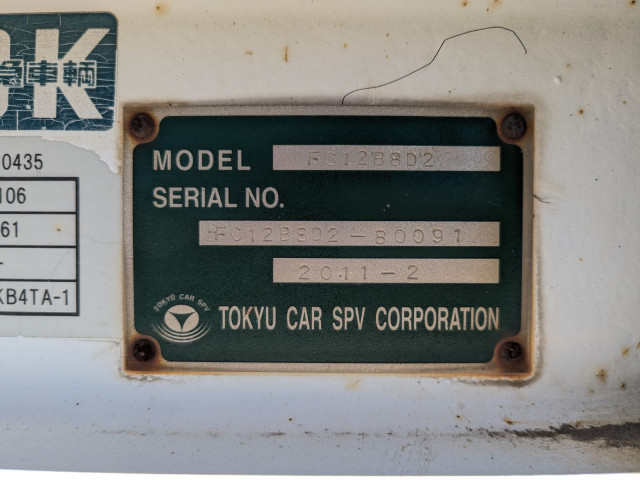 CK
急車輌
0435
106
61
-
KB4TA-1
MODEL FC12B8D2
SERIAL NO.
FC12B8D2-80091
2011-2
TOKYU CAR SPV
TOKYU CAR SPV CORPORATION